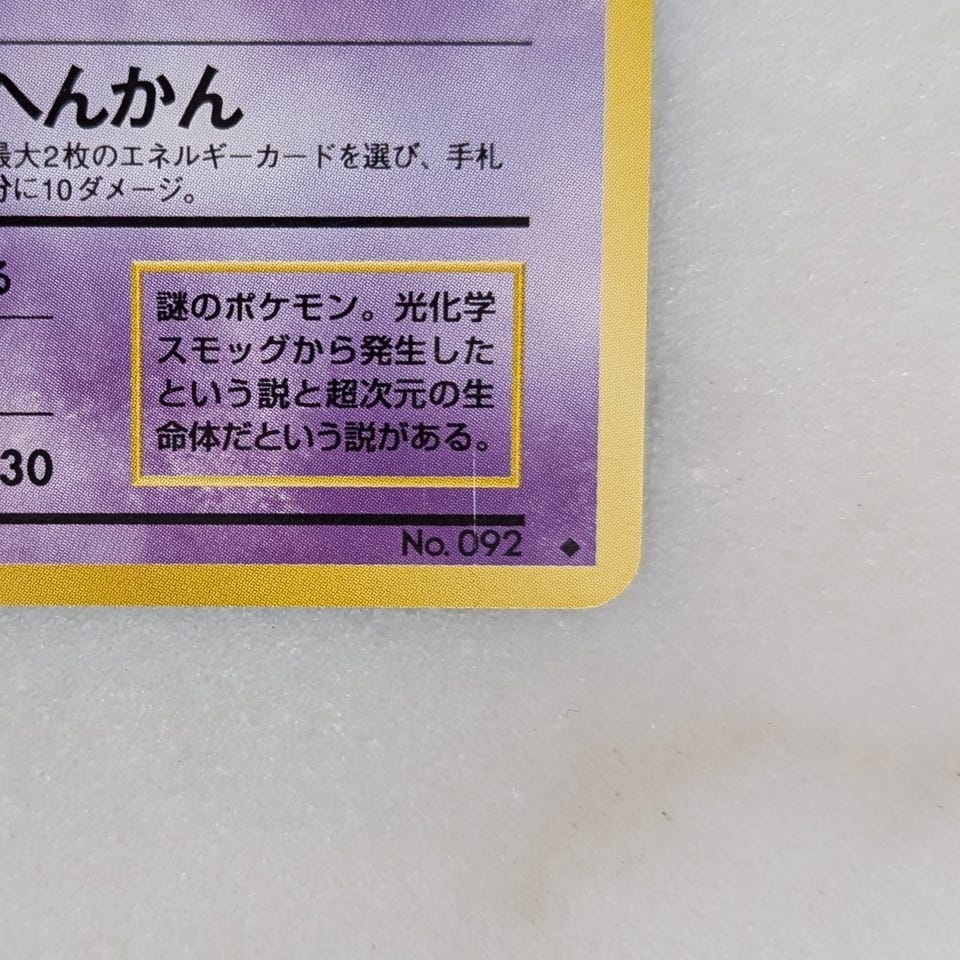 へんかん
最大2枚のエネルギーカードを選び、手札
分に10ダメージ。
る
謎のポケモン。光化学
スモッグから発生した
という説と超次元の生
命体だという説がある。
30
No. 092 ◆